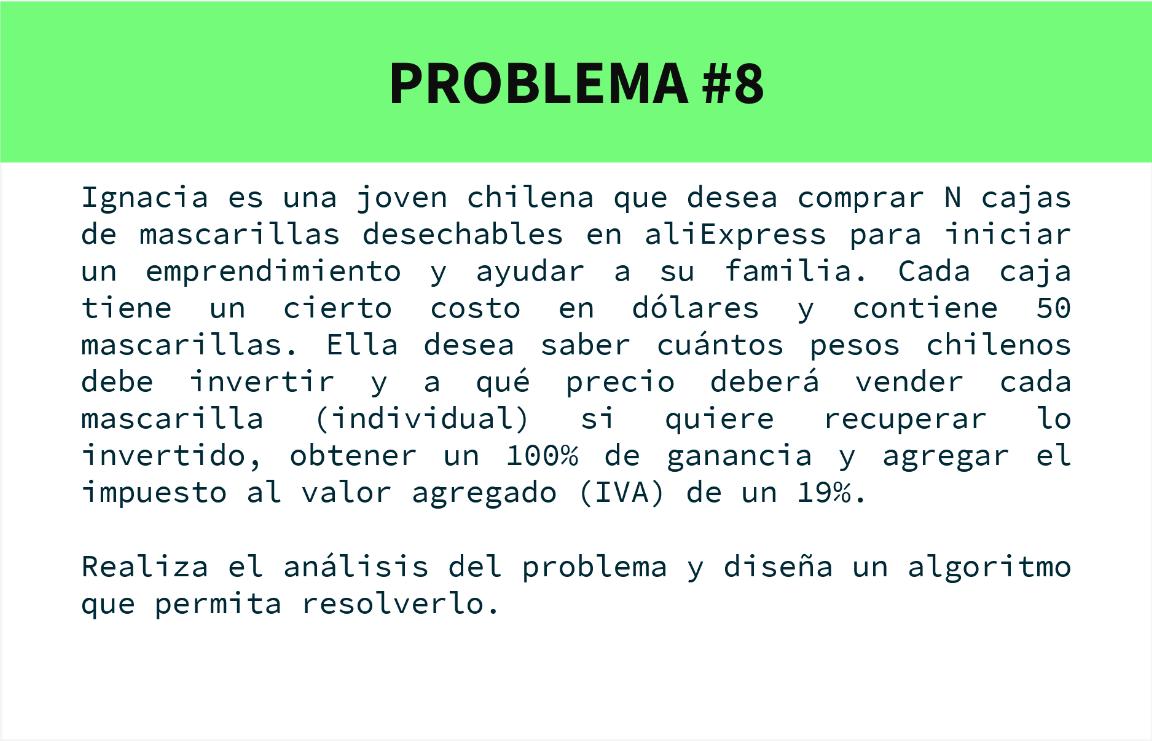 PROBLEMA #8
Ignacia es una joven chilena que desea comprar N cajas
de mascarillas desechables en aliExpress para iniciar
un emprendimiento y ayudar a su familia. Cada caja
tiene un cierto costo en dólares y contiene 50
mascarillas. Ella desea saber cuántos pesos chilenos
debe invertir y a qué precio deberá vender cada
mascarilla (individual) si quiere recuperar lo
invertido, obtener un 100% de ganancia y agregar el
impuesto al valor agregado (IVA) de un 19%.
Realiza el análisis del problema y diseña un algoritmo
que permita resolverlo.